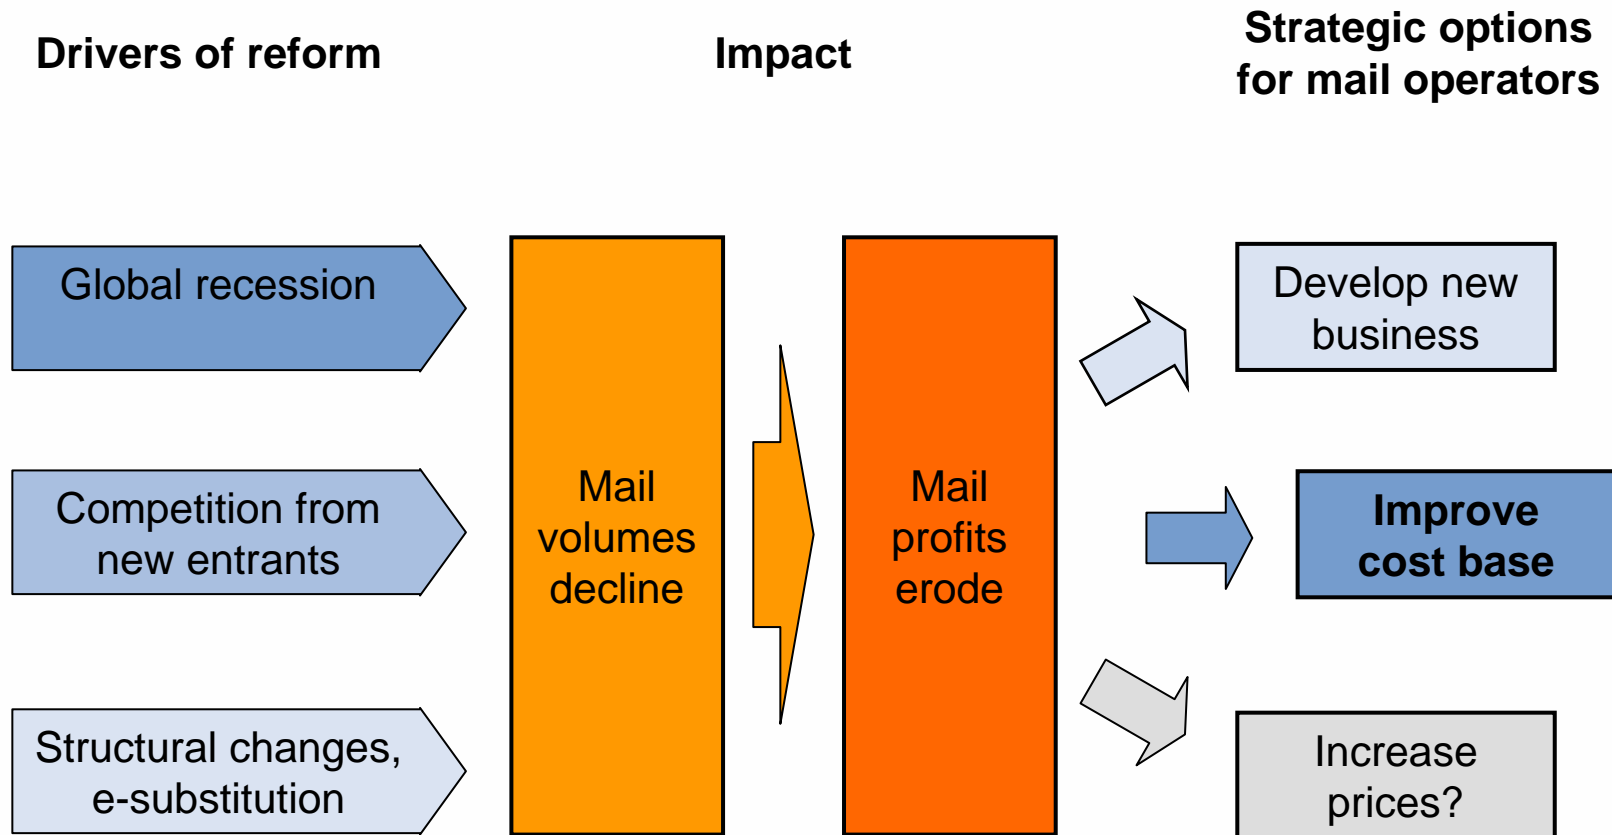 Drivers of reform
Impact
Strategic options
for mail operators
Global recession
Competition from
new entrants
Structural changes,
e-substitution
Mail
volumes
decline
Mail
profits
erode
Develop new
business
Improve
cost base
Increase
prices?